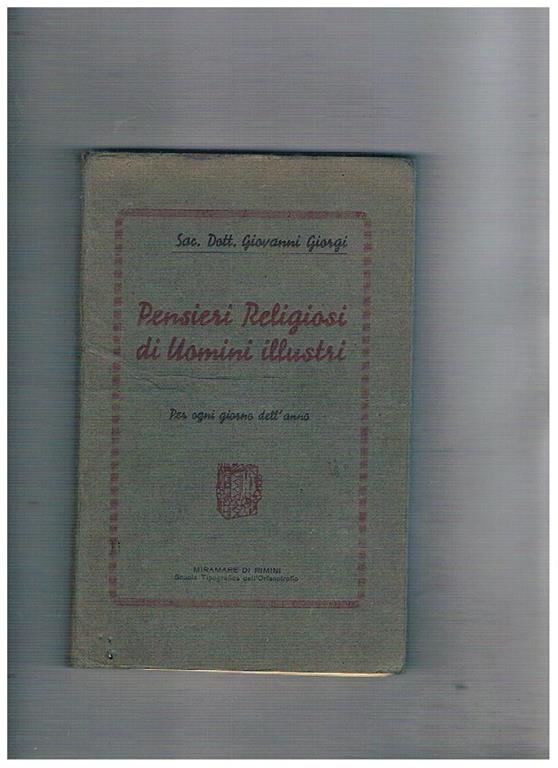 Sac. Dott. Giovanni Giorgi
Pensieri Religiosi
di Uomini illustri
Per ogni giorno dell'anno
MIRAMARE DI RIMINI
Scuola Tipografica dell'Orfanotrofio